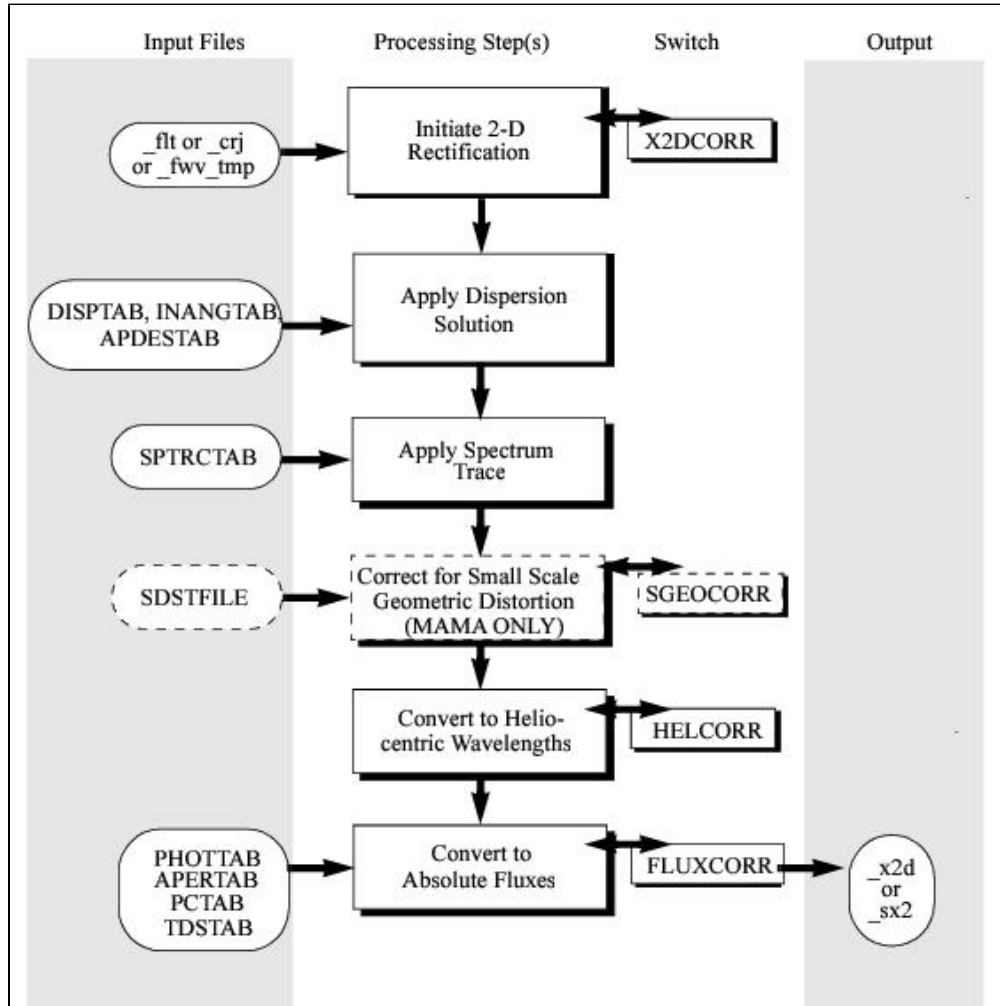 Input Files
Processing Step(s)
Switch
Output
_flt or _crj
or _fwv_tmp
Initiate 2-D
Rectification
X2DCORR
DISPTAB, INANGTAB,
APDESTAB
Apply Dispersion
Solution
SPTRCTAB
Apply Spectrum
Trace
SDSTFILE
Correct for Small Scale
Geometric Distortion
(MAMA ONLY)
SGEOCORR
Convert to Helio-
centric Wavelengths
HELCORR
PHOTTAB
APERTAB
PCTAB
TDSTAB
Convert to
Absolute Fluxes
FLUXCORR
_x2d
or
_sx2